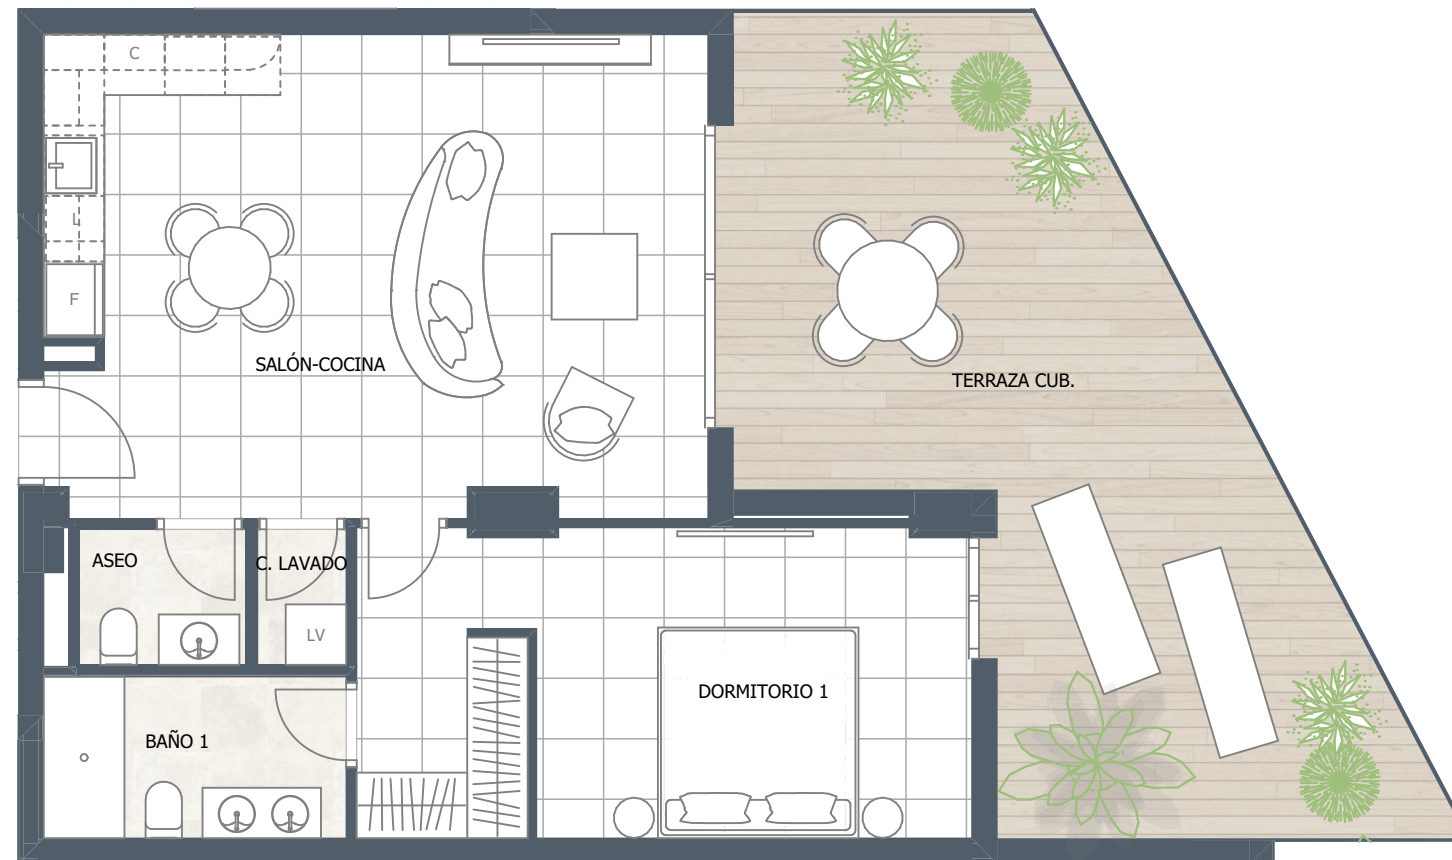 C
L
F
SALÓN-COCINA
TERRAZA CUB.
ASEO
C. LAVADO
LV
DORMITORIO 1
BAÑO 1